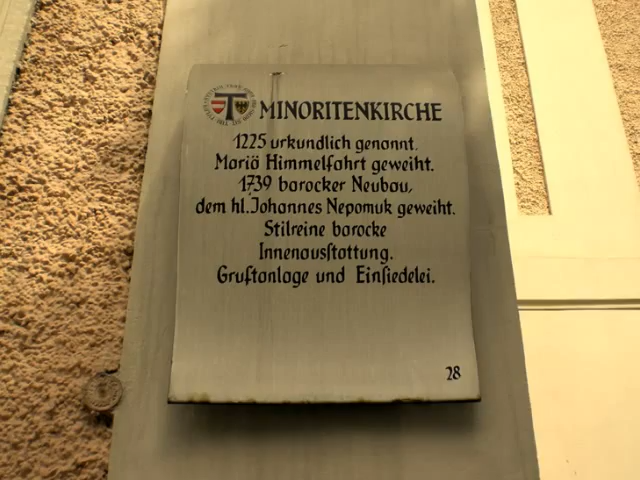 MINORITENKIRCHE
1225 urkundlich genannt.
Mariä Himmelfahrt geweiht.
1739 barocker Neubau,
dem hl. Johannes Nepomuk geweiht.
Stilreine barocke
Innenausstattung.
Gruftanlage und Einsiedelei.
28